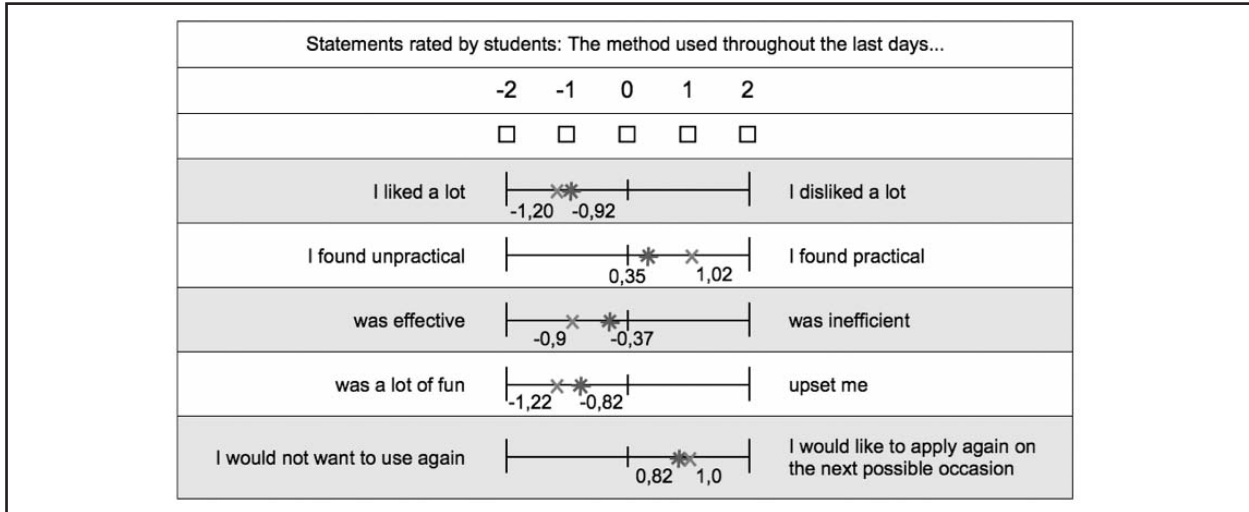 Statements rated by students: The method used throughout the last days...
-2 -1 0 1 2
I liked a lot
-1,20 -0,92
I disliked a lot
I found unpractical
0,35 1,02
I found practical
was effective
-0,9 -0,37
was inefficient
was a lot of fun
-1,22 -0,82
upset me
I would not want to use again
0,82 1,0
I would like to apply again on
the next possible occasion